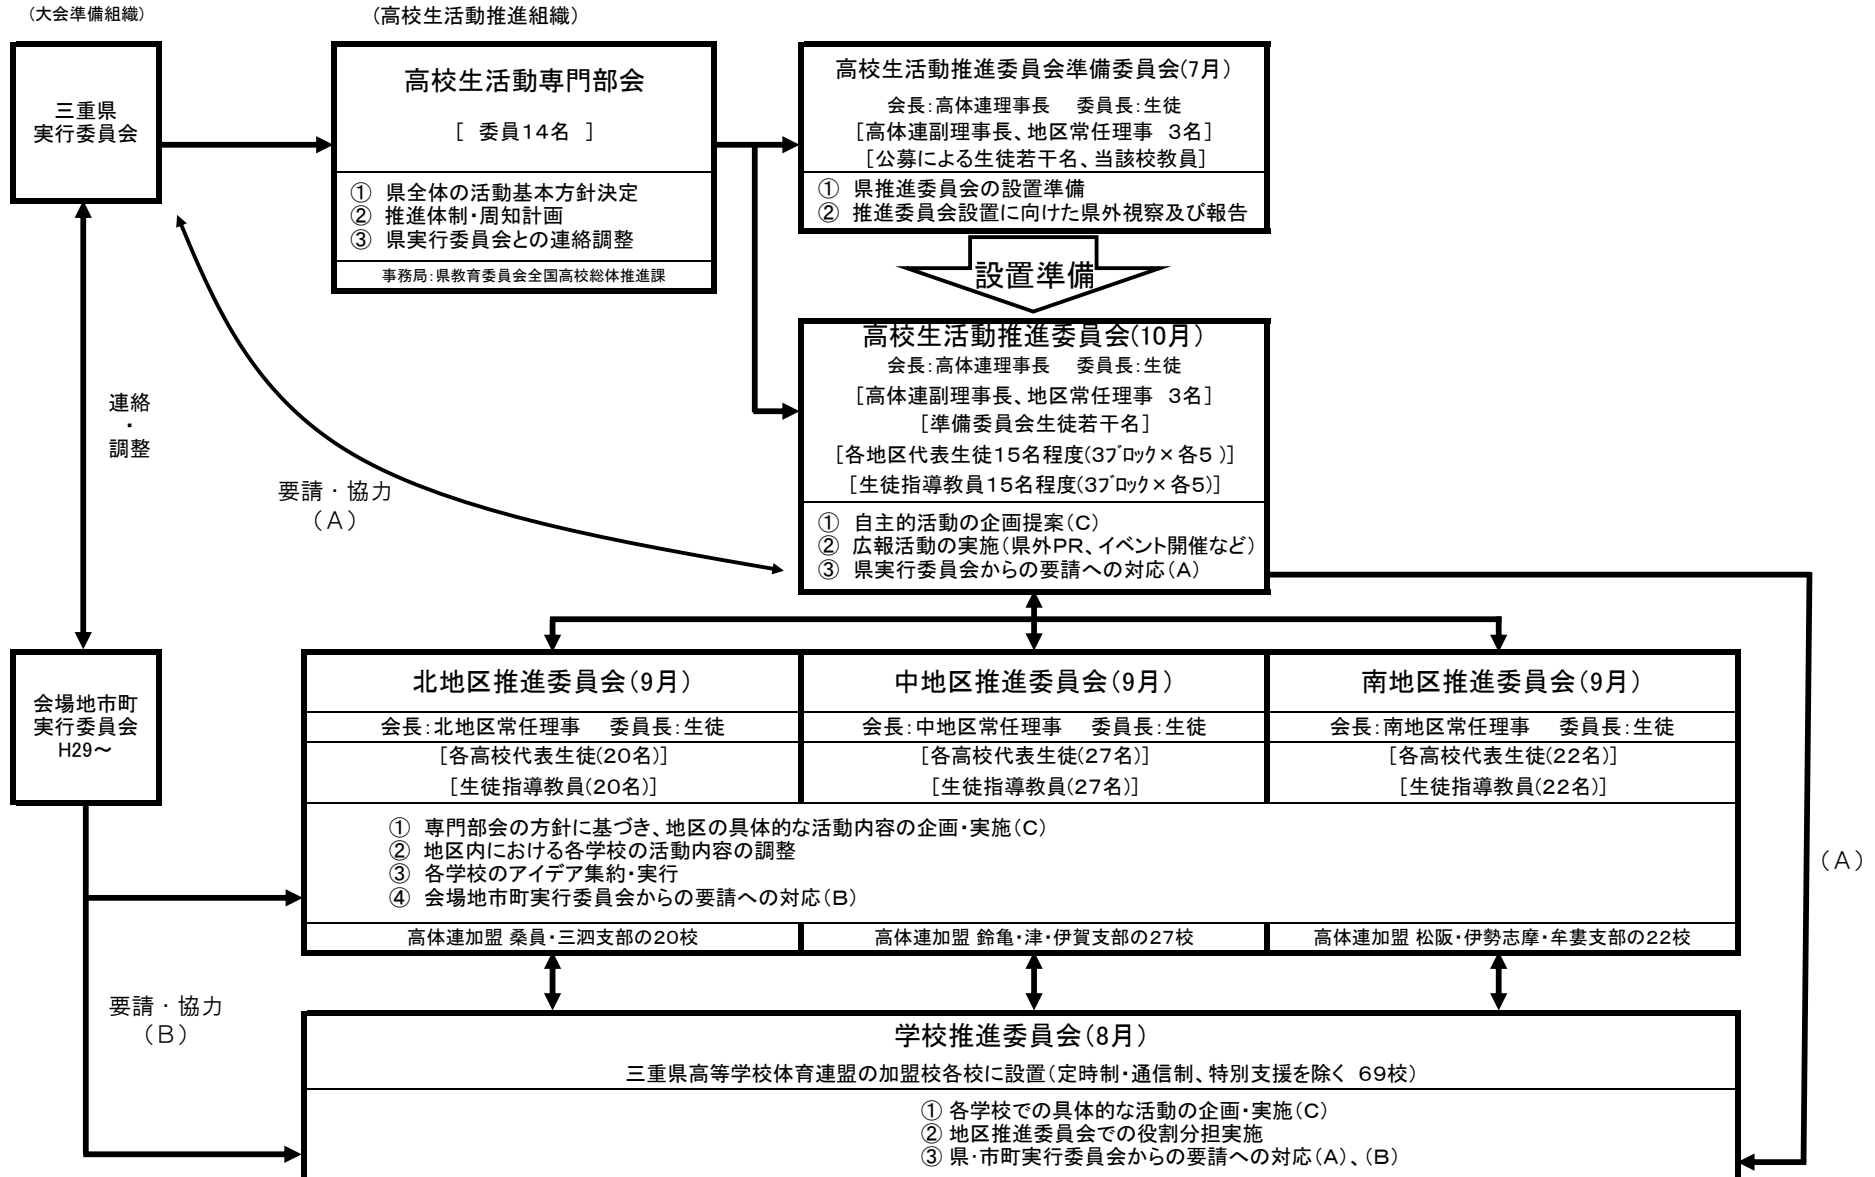 (大会準備組織)
(高校生活動推進組織)
三重県
実行委員会
高校生活動専門部会
[ 委員14名 ]
① 県全体の活動基本方針決定
② 推進体制・周知計画
③ 県実行委員会との連絡調整
事務局:県教育委員会全国高校総体推進課
高校生活動推進委員会準備委員会(7月)
会長:高体連理事長 委員長:生徒
[高体連副理事長、地区常任理事 3名]
[公募による生徒若干名、当該校教員]
① 県推進委員会の設置準備
② 推進委員会設置に向けた県外視察及び報告
設置準備
高校生活動推進委員会(10月)
会長:高体連理事長 委員長:生徒
[高体連副理事長、地区常任理事 3名]
[準備委員会生徒若干名]
[各地区代表生徒15名程度(3ブロック×各5 )]
[生徒指導教員15名程度(3ブロック×各5)]
① 自主的活動の企画提案(C)
② 広報活動の実施(県外PR、イベント開催など)
③ 県実行委員会からの要請への対応(A)
連絡
・
調整
要請・協力
(A)
会場地市町
実行委員会
H29～
北地区推進委員会(9月)
会長:北地区常任理事 委員長:生徒
[各高校代表生徒(20名)]
[生徒指導教員(20名)]
中地区推進委員会(9月)
会長:中地区常任理事 委員長:生徒
[各高校代表生徒(27名)]
[生徒指導教員(27名)]
南地区推進委員会(9月)
会長:南地区常任理事 委員長:生徒
[各高校代表生徒(22名)]
[生徒指導教員(22名)]
① 専門部会の方針に基づき、地区の具体的な活動内容の企画・実施(C)
② 地区内における各学校の活動内容の調整
③ 各学校のアイデア集約・実行
④ 会場地市町実行委員会からの要請への対応(B)
高体連加盟 桑員・三泗支部の20校
高体連加盟 鈴亀・津・伊賀支部の27校
高体連加盟 松阪・伊勢志摩・牟婁支部の22校
(A)
要請・協力
(B)
学校推進委員会(8月)
三重県高等学校体育連盟の加盟校各校に設置(定時制・通信制、特別支援を除く 69校)
① 各学校での具体的な活動の企画・実施(C)
② 地区推進委員会での役割分担実施
③ 県・市町実行委員会からの要請への対応(A)、(B)